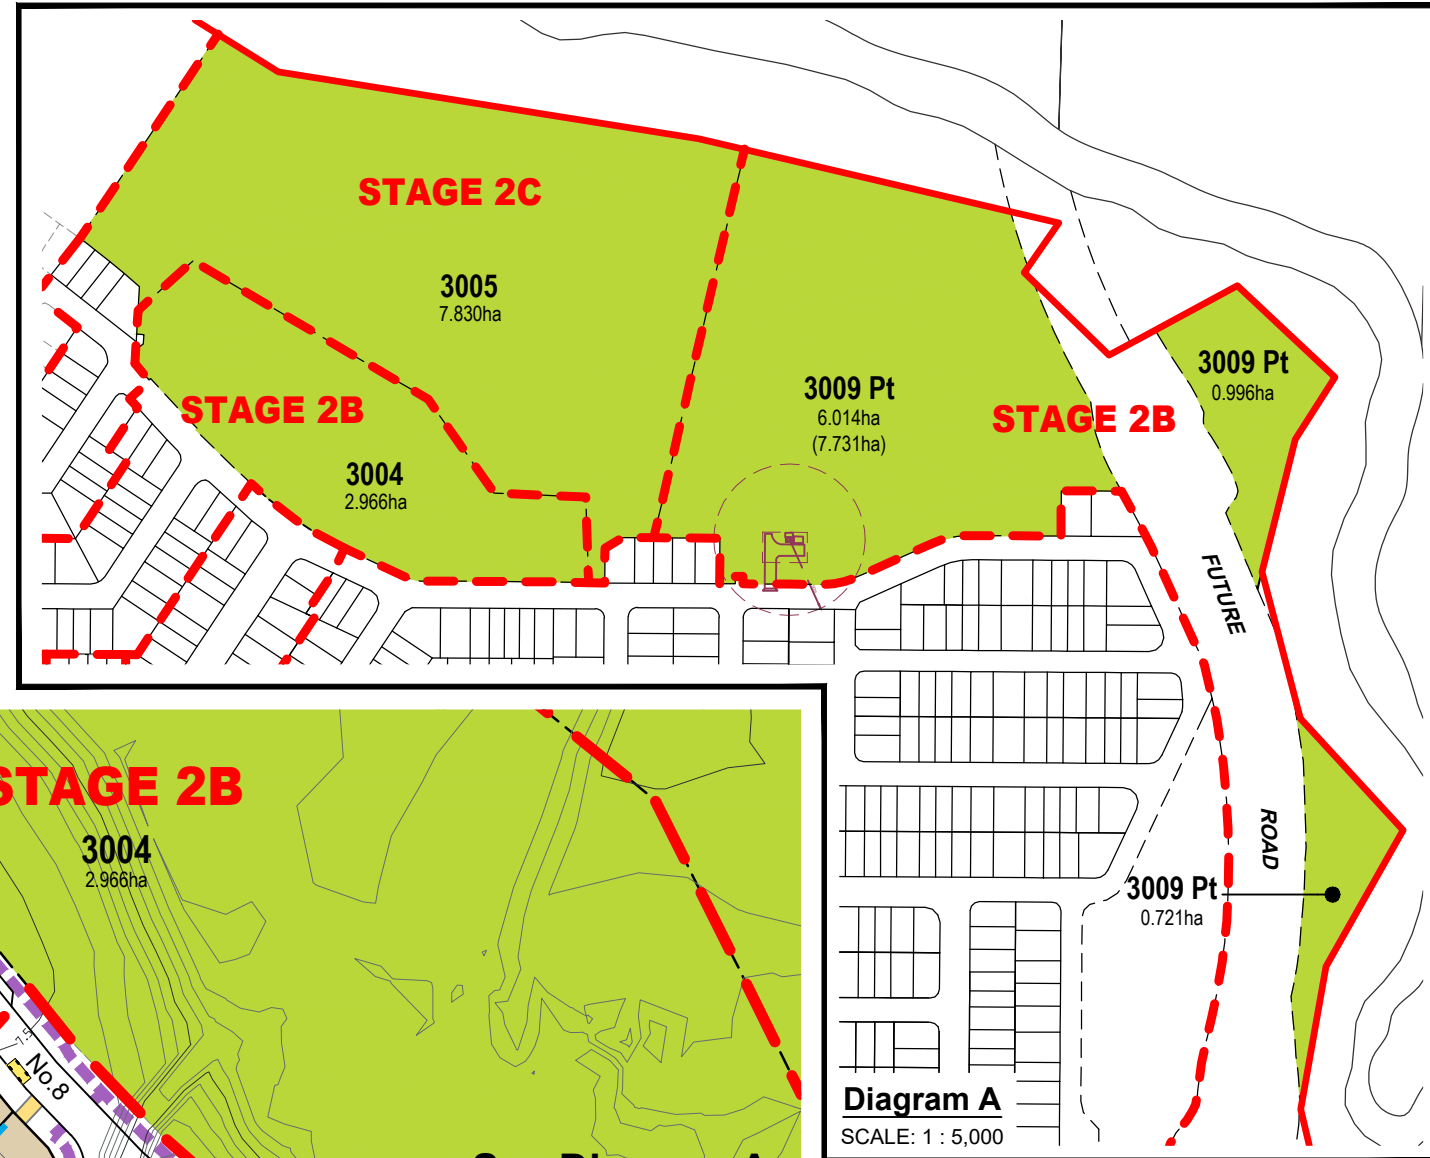 STAGE 2C
3005
7.830ha
STAGE 2B
3004
2.966ha
3009 Pt
6.014ha
(7.731ha)
STAGE 2B
3009 Pt
0.996ha
FUTURE
ROAD
3009 Pt
0.721ha
Diagram A
SCALE: 1 : 5,000
STAGE 2B
3004
2.966ha
No.8